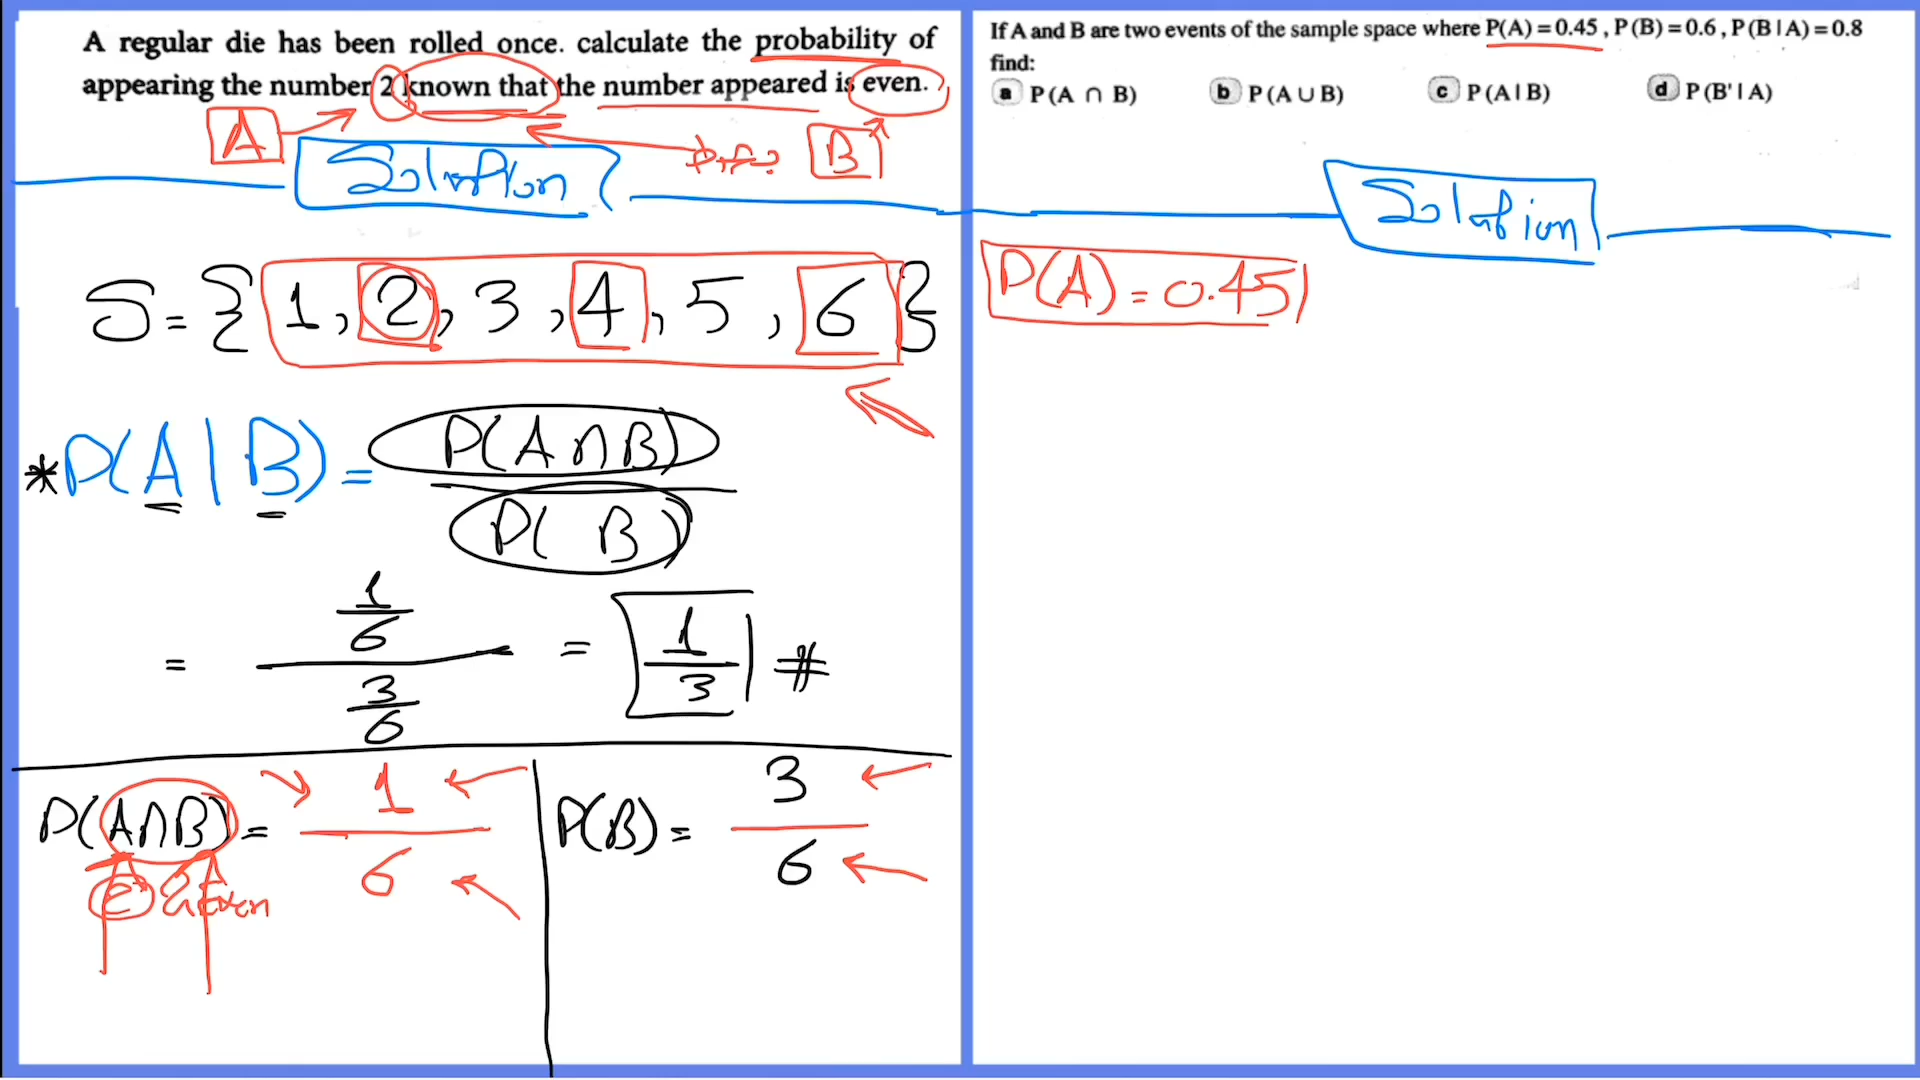 A regular die has been rolled once. calculate the probability of
appearing the number 2 known that the number appeared is even.
A
B
Solution
S = { 1, 2, 3, 4, 5, 6 }
*P(A | B) = P(A∩B)
P( B)
= 1/6
3/6
= 1/3 #
P(A∩B) = 1/6
2 even
P(B) = 3/6
If A and B are two events of the sample space where P(A) = 0.45 , P(B) = 0.6 , P(B | A) = 0.8
find:
a P(A ∩ B) b P(A ∪ B) c P(A | B) d P(B' | A)
Solution
P(A) = 0.45